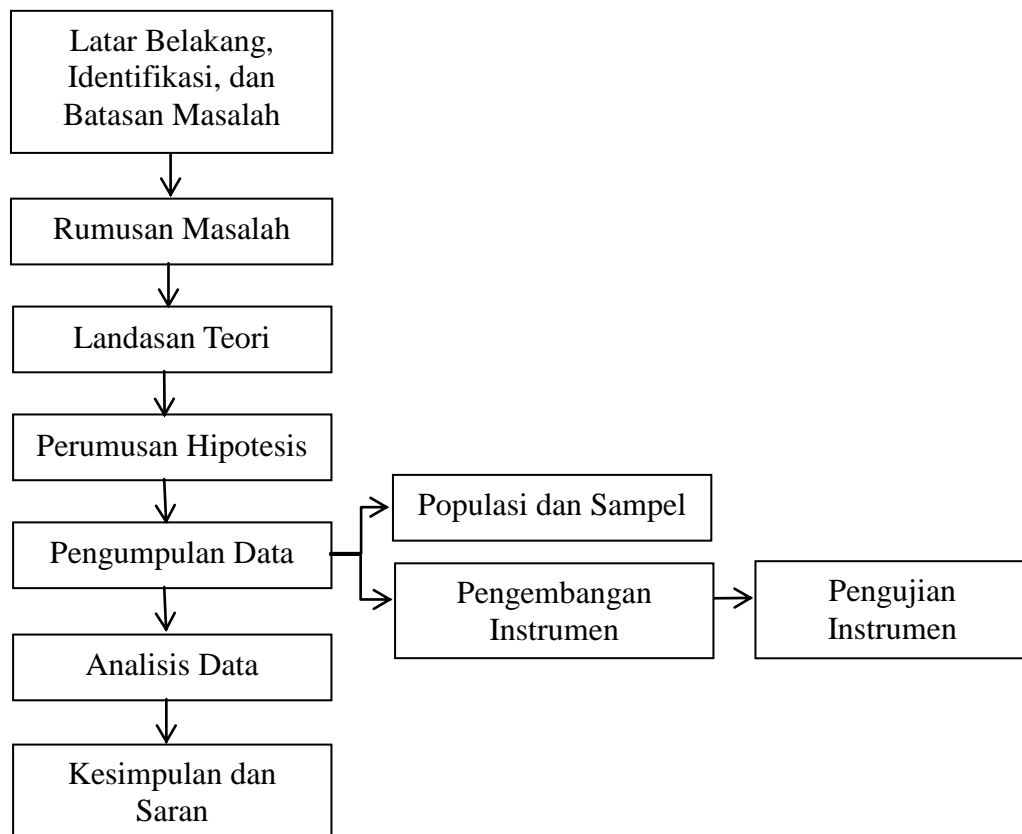 Latar Belakang,
Identifikasi, dan
Batasan Masalah
Rumusan Masalah
Landasan Teori
Perumusan Hipotesis
Pengumpulan Data
Populasi dan Sampel
Pengembangan
Instrumen
Pengujian
Instrumen
Analisis Data
Kesimpulan dan
Saran